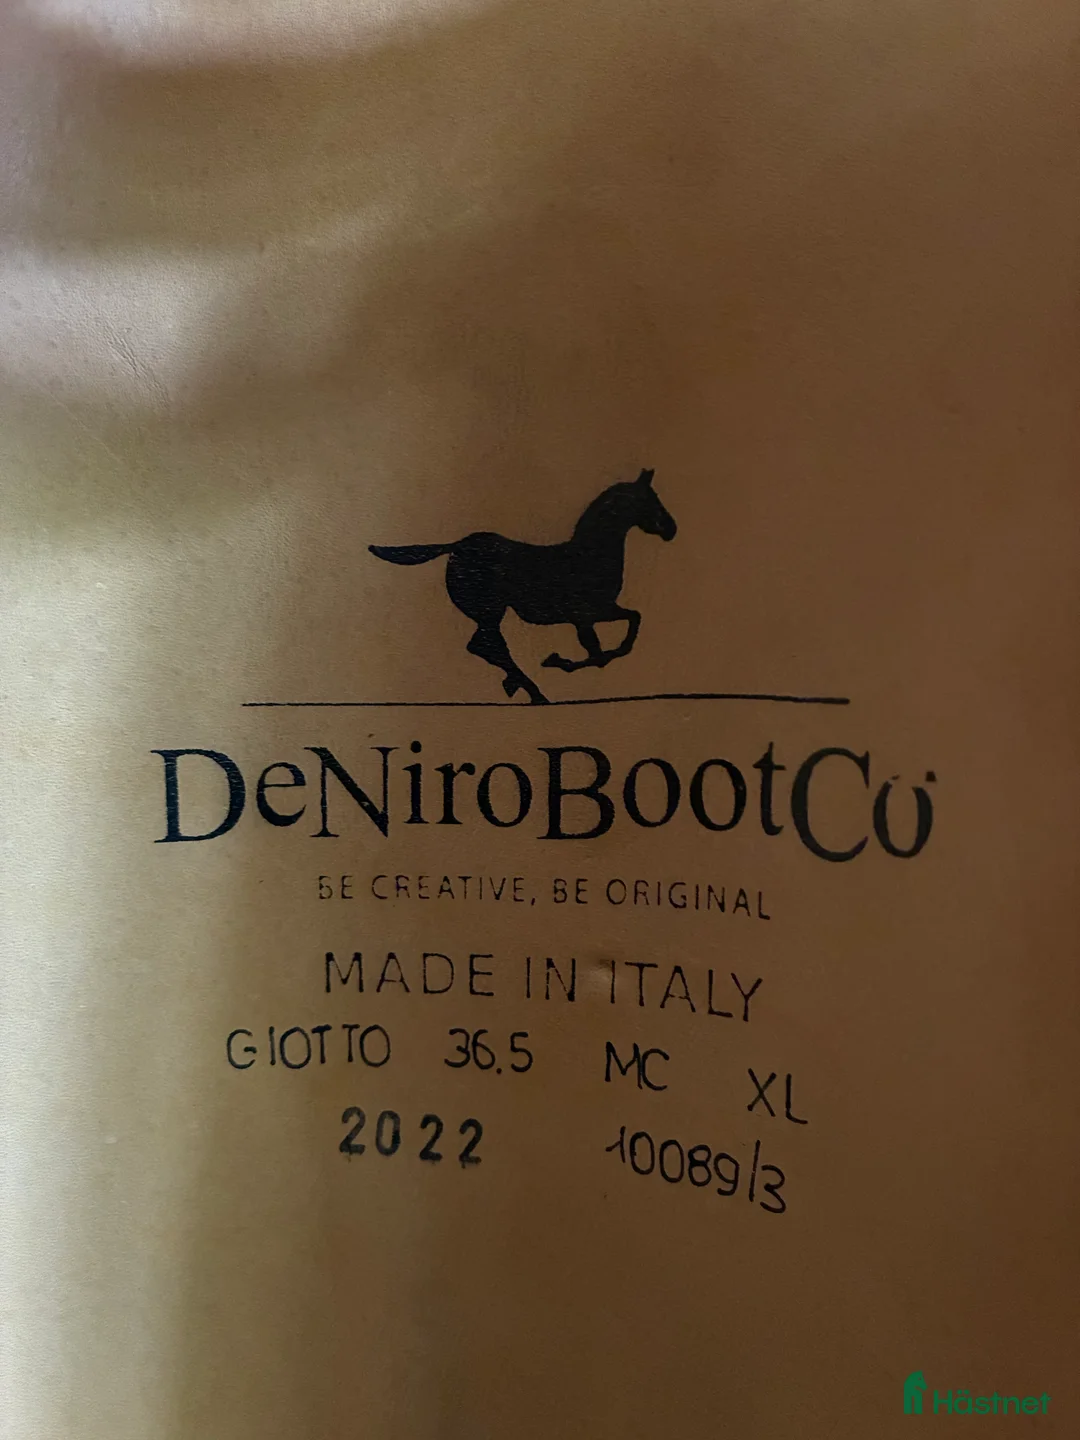 DeNiroBootCo
BE CREATIVE, BE ORIGINAL
MADE IN ITALY
GIOTTO 36.5 MC XL
2022 10089/3
Hästnet